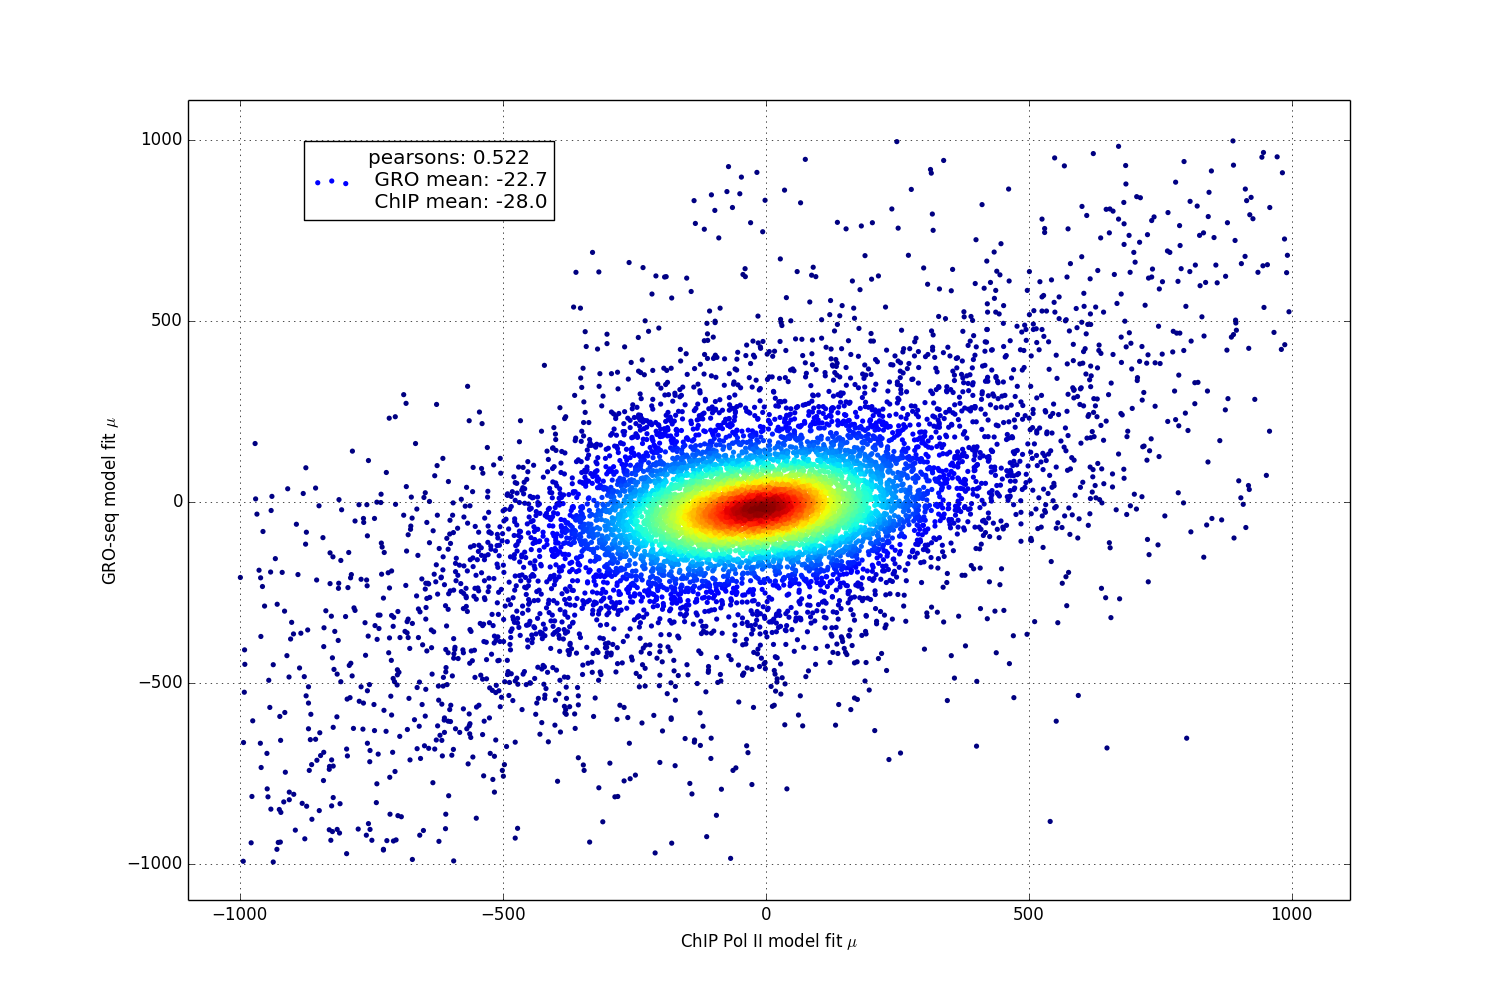 pearsons: 0.522
GRO mean: -22.7
ChIP mean: -28.0
1000
500
0
−500
−1000
GRO-seq model fit μ
−1000 −500 0 500 1000
ChIP Pol II model fit μ